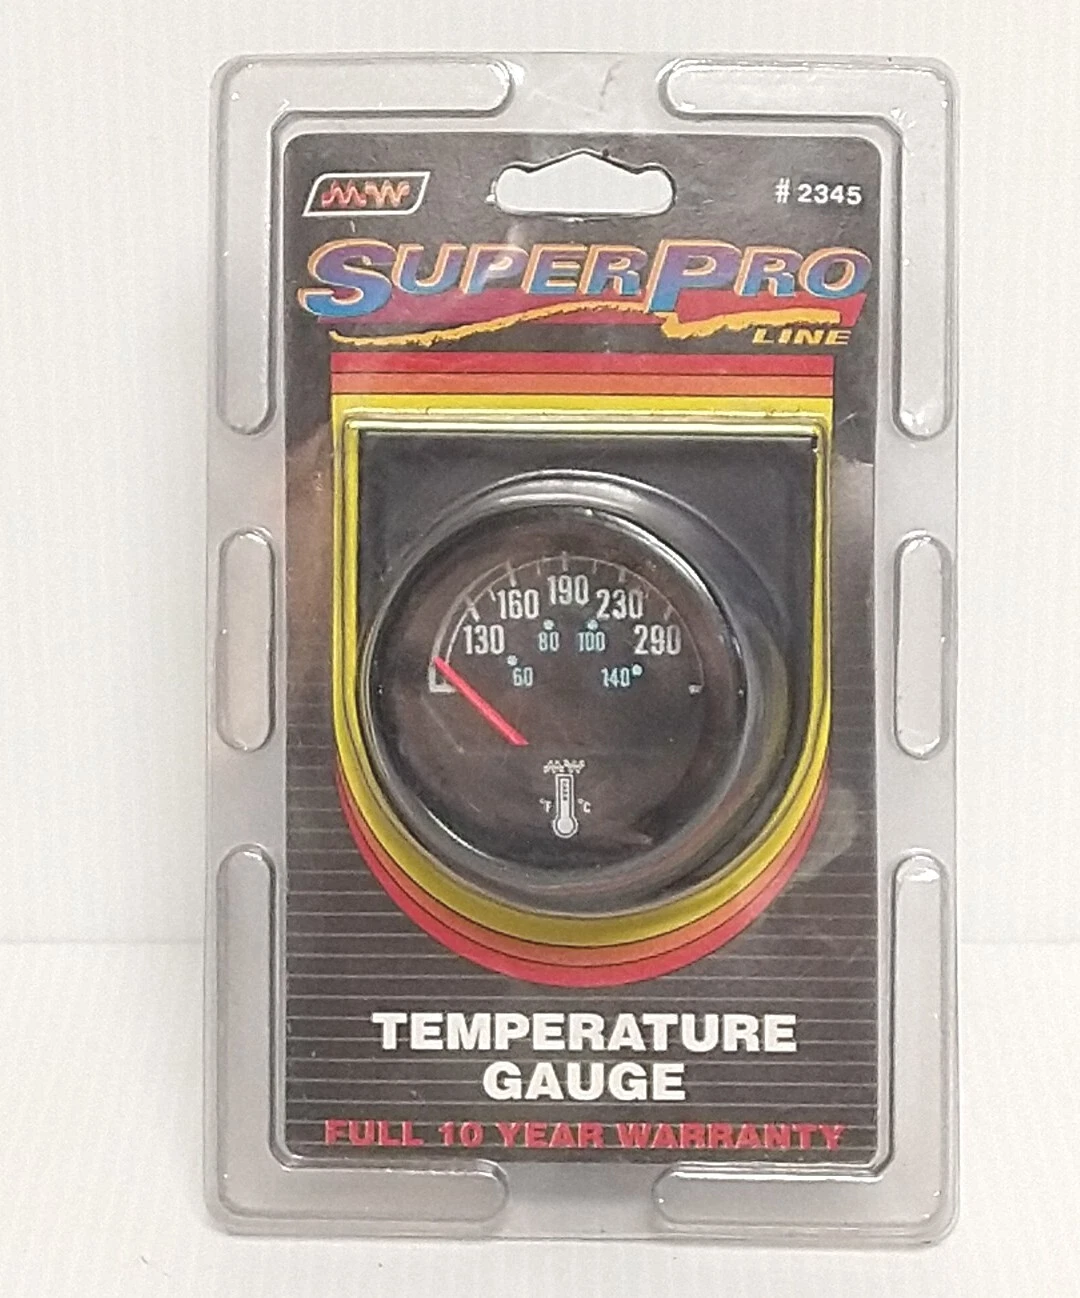 # 2345
SUPERPRO
LINE
130 160 190 230 290
60 80 100 140
°F °C
TEMPERATURE
GAUGE
FULL 10 YEAR WARRANTY